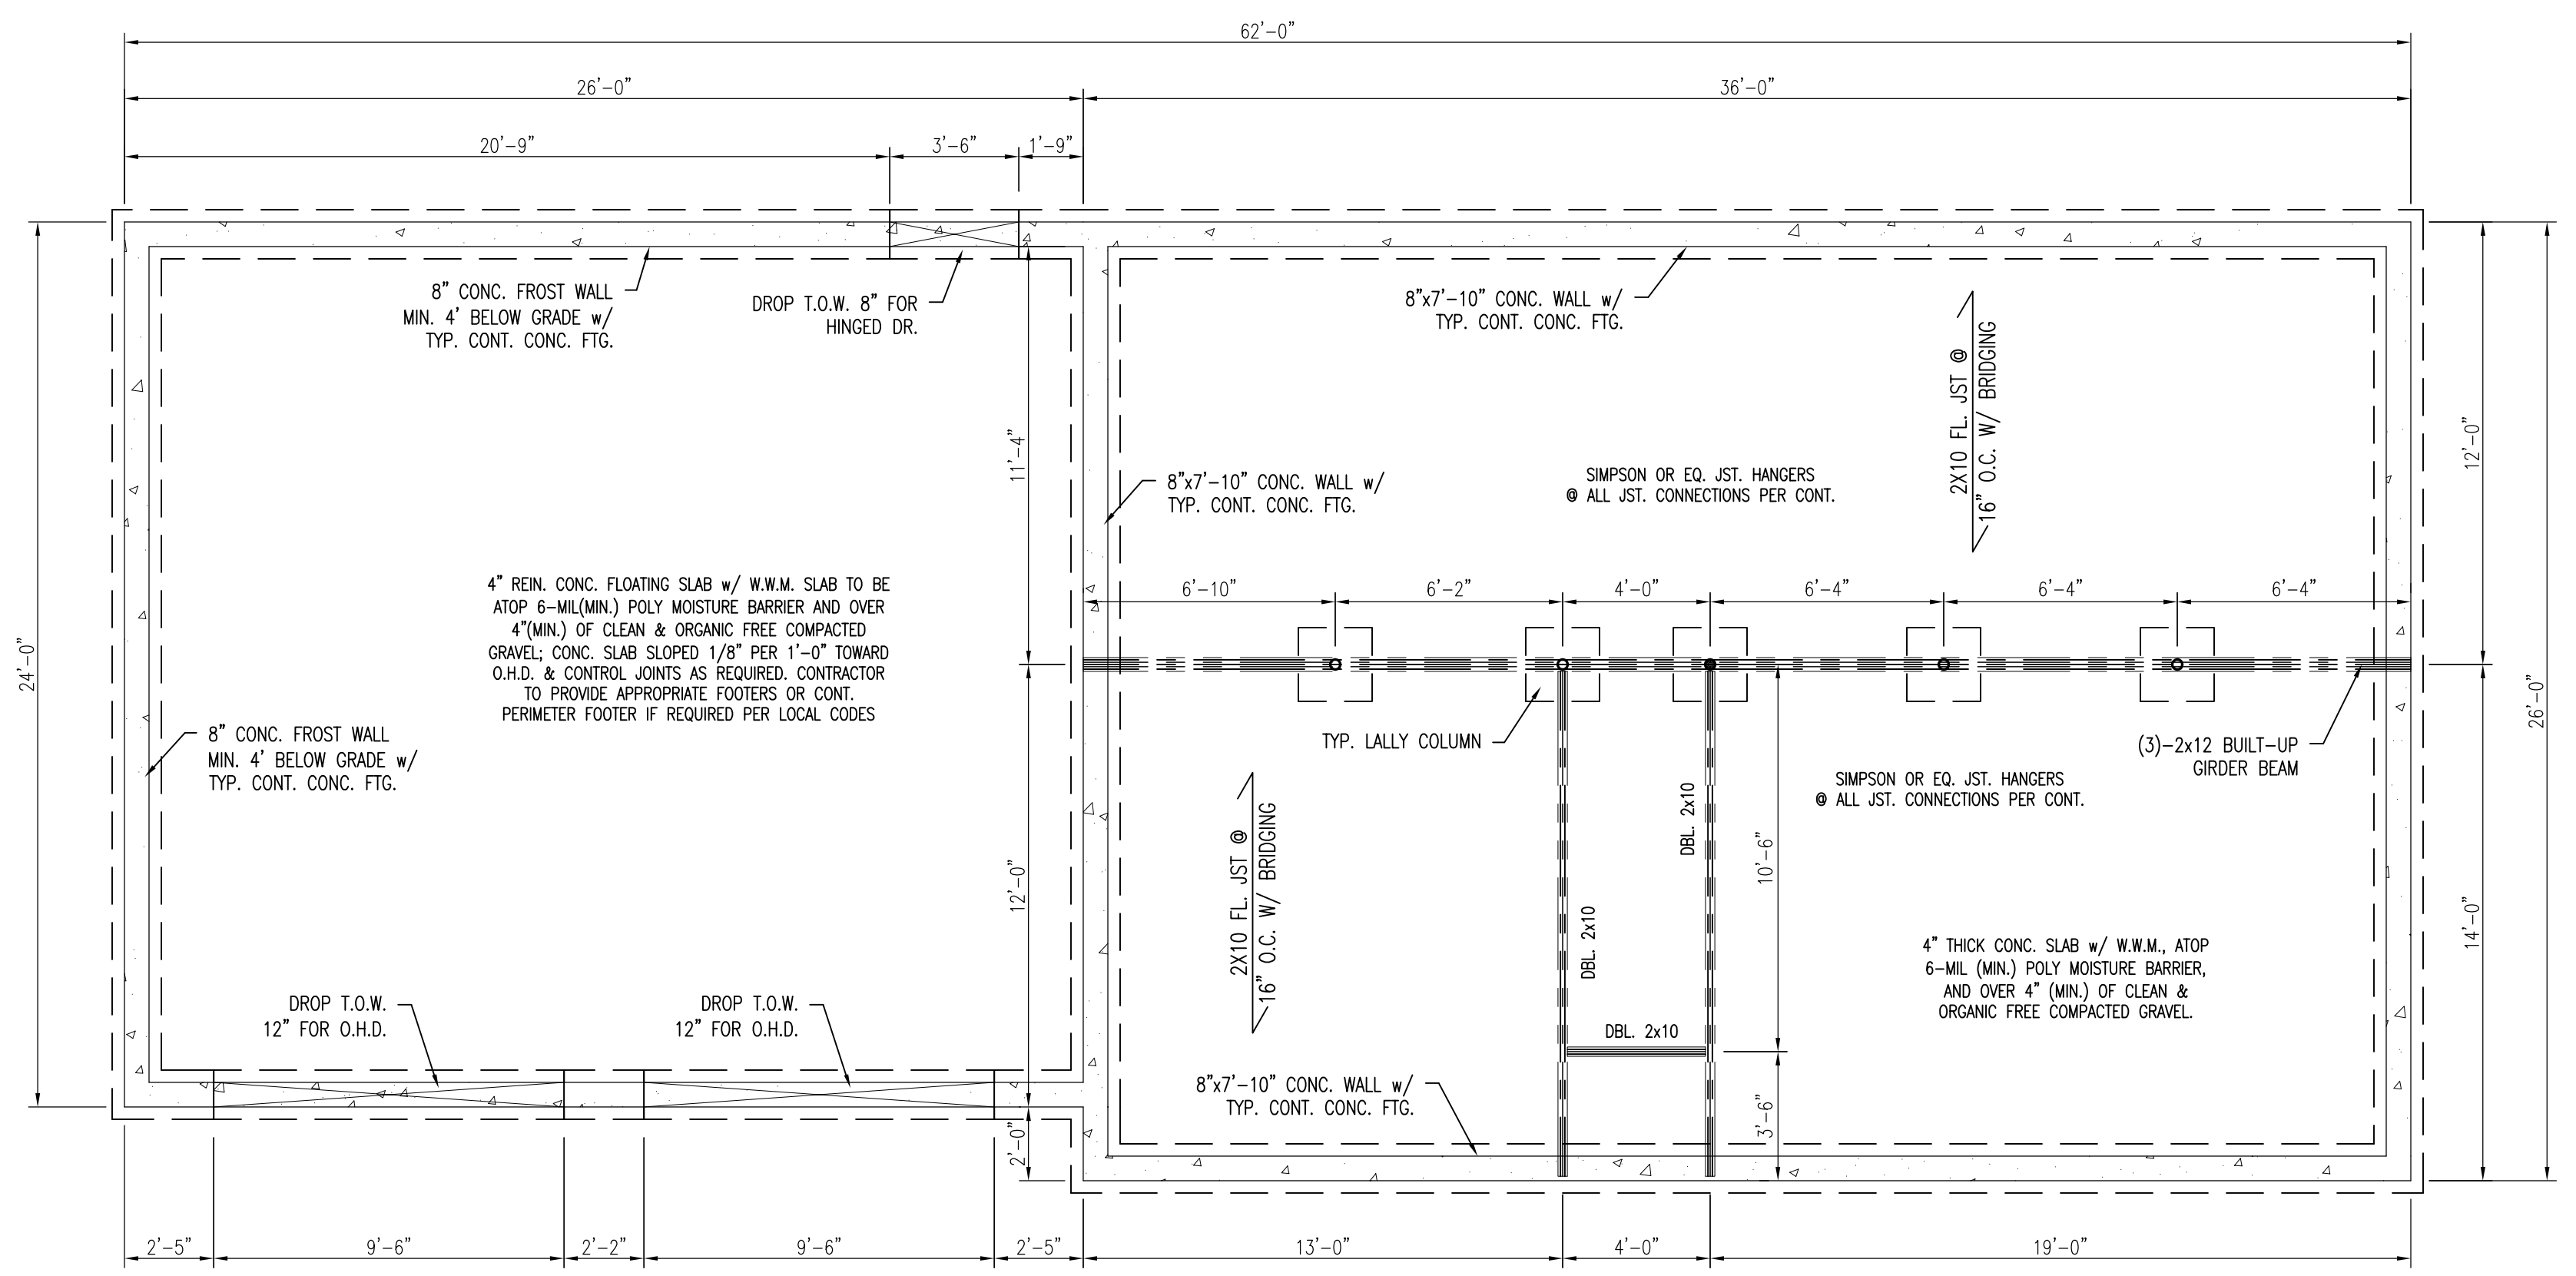 62'-0"
26'-0"
36'-0"
20'-9"
3'-6"
1'-9"
8" CONC. FROST WALL
MIN. 4' BELOW GRADE w/
TYP. CONT. CONC. FTG.
DROP T.O.W. 8" FOR
HINGED DR.
8"x7'-10" CONC. WALL w/
TYP. CONT. CONC. FTG.
2X10 FL. JST @
16" O.C. W/ BRIDGING
11'-4"
12'-0"
8"x7'-10" CONC. WALL w/
TYP. CONT. CONC. FTG.
SIMPSON OR EQ. JST. HANGERS
@ ALL JST. CONNECTIONS PER CONT.
4" REIN. CONC. FLOATING SLAB w/ W.W.M. SLAB TO BE
ATOP 6-MIL(MIN.) POLY MOISTURE BARRIER AND OVER
4"(MIN.) OF CLEAN & ORGANIC FREE COMPACTED
GRAVEL; CONC. SLAB SLOPED 1/8" PER 1'-0" TOWARD
O.H.D. & CONTROL JOINTS AS REQUIRED. CONTRACTOR
TO PROVIDE APPROPRIATE FOOTERS OR CONT.
PERIMETER FOOTER IF REQUIRED PER LOCAL CODES
6'-10"
6'-2"
4'-0"
6'-4"
6'-4"
6'-4"
24'-0"
26'-0"
8" CONC. FROST WALL
MIN. 4' BELOW GRADE w/
TYP. CONT. CONC. FTG.
TYP. LALLY COLUMN
(3)-2x12 BUILT-UP
GIRDER BEAM
SIMPSON OR EQ. JST. HANGERS
@ ALL JST. CONNECTIONS PER CONT.
2X10 FL. JST @
16" O.C. W/ BRIDGING
DBL. 2x10
DBL. 2x10
10'-6"
12'-0"
14'-0"
4" THICK CONC. SLAB w/ W.W.M., ATOP
6-MIL (MIN.) POLY MOISTURE BARRIER,
AND OVER 4" (MIN.) OF CLEAN &
ORGANIC FREE COMPACTED GRAVEL.
DROP T.O.W.
12" FOR O.H.D.
DROP T.O.W.
12" FOR O.H.D.
DBL. 2x10
8"x7'-10" CONC. WALL w/
TYP. CONT. CONC. FTG.
2'-0"
3'-6"
2'-5"
9'-6"
2'-2"
9'-6"
2'-5"
13'-0"
4'-0"
19'-0"